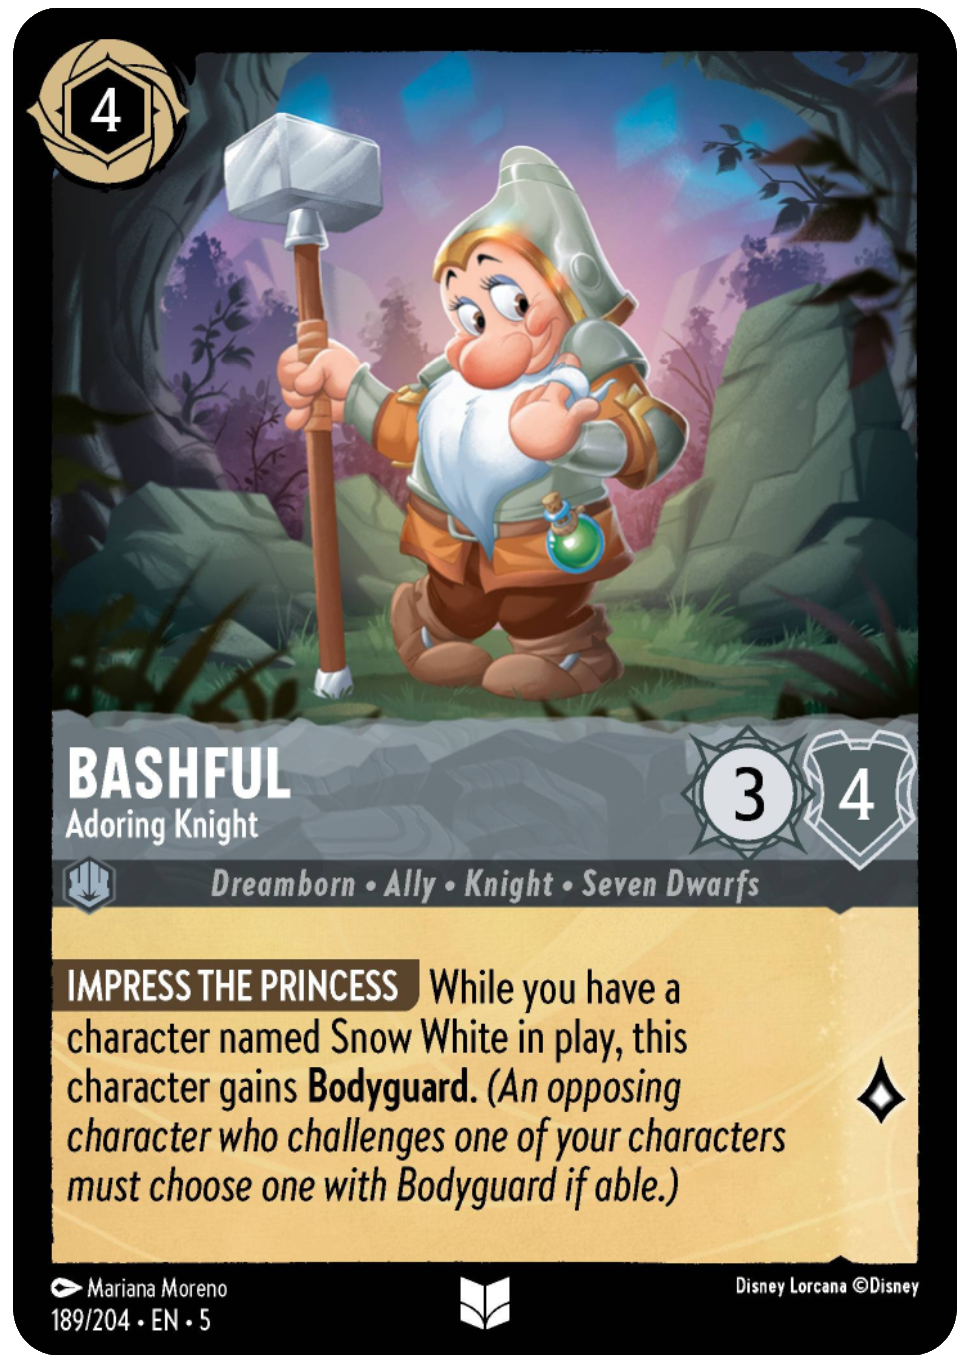 4
BASHFUL
Adoring Knight
3
4
Dreamborn • Ally • Knight • Seven Dwarfs
IMPRESS THE PRINCESS While you have a
character named Snow White in play, this
character gains Bodyguard. (An opposing
character who challenges one of your characters
must choose one with Bodyguard if able.)
Mariana Moreno
Disney Lorcana ©Disney
189/204 • EN • 5